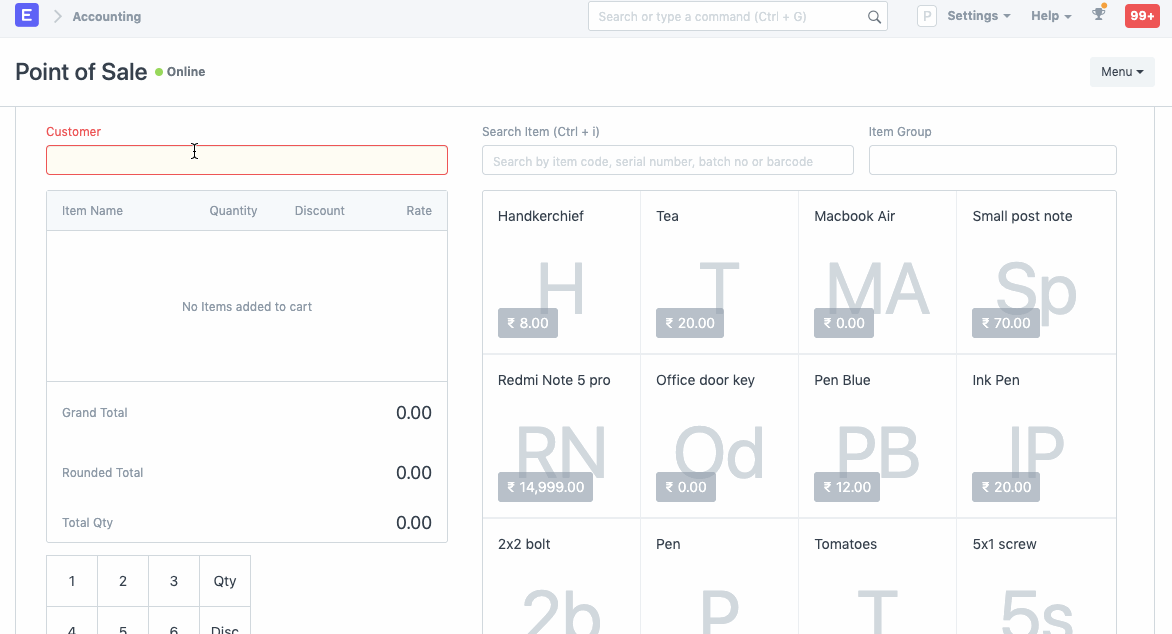 E
Accounting
Search or type a command (Ctrl + G)
P
Settings
Help
99+
Point of Sale
Online
Menu
Customer
Search Item (Ctrl + i)
Item Group
Search by item code, serial number, batch no or barcode
Item Name Quantity Discount Rate
No Items added to cart
Grand Total 0.00
Rounded Total 0.00
Total Qty 0.00
1 2 3 Qty
4 5 6 Disc
Handkerchief
H
₹ 8.00
Tea
T
₹ 20.00
Macbook Air
MA
₹ 0.00
Small post note
Sp
₹ 70.00
Redmi Note 5 pro
RN
₹ 14,999.00
Office door key
Od
₹ 0.00
Pen Blue
PB
₹ 12.00
Ink Pen
IP
₹ 20.00
2x2 bolt
2b
Pen
P
Tomatoes
T
5x1 screw
5s